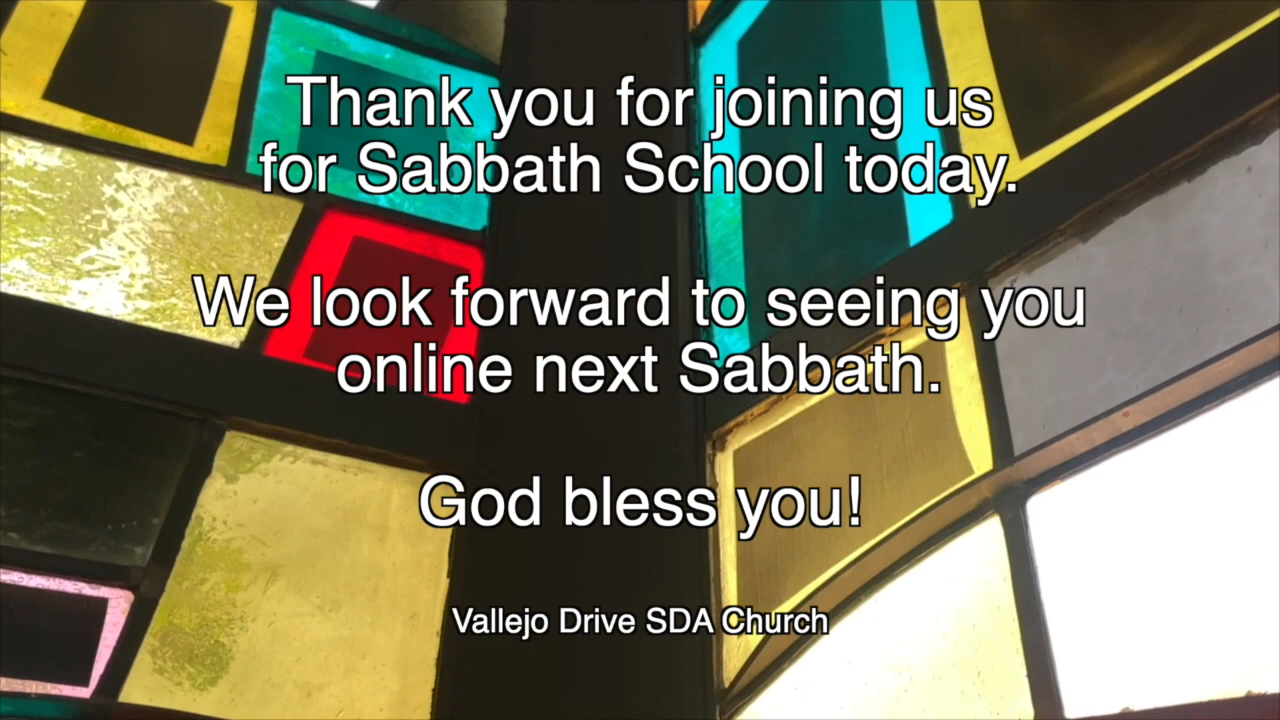 Thank you for joining us
for Sabbath School today.
We look forward to seeing you
online next Sabbath.
God bless you!
Vallejo Drive SDA Church